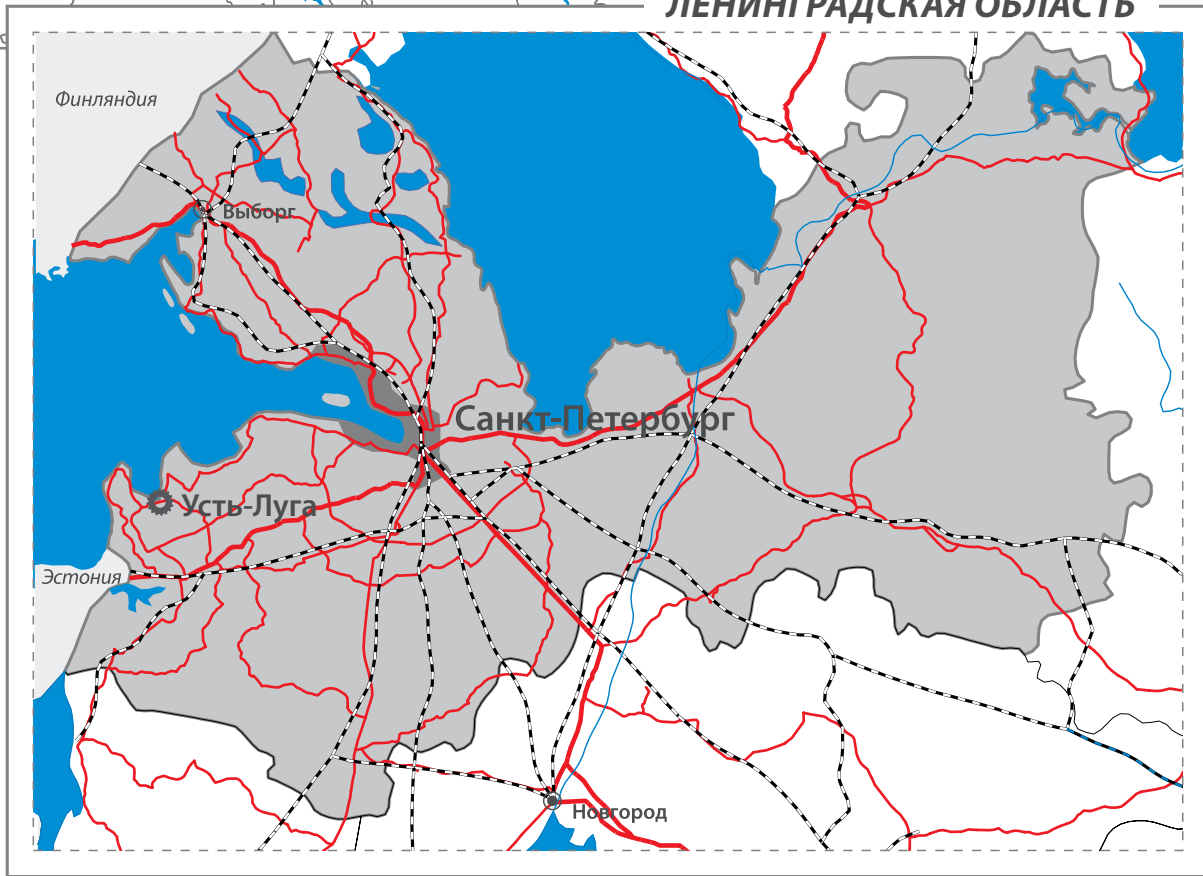 ЛЕНИНГРАДСКАЯ ОБЛАСТЬ
Финляндия
Выборг
Санкт-Петербург
Усть-Луга
Эстония
Новгород